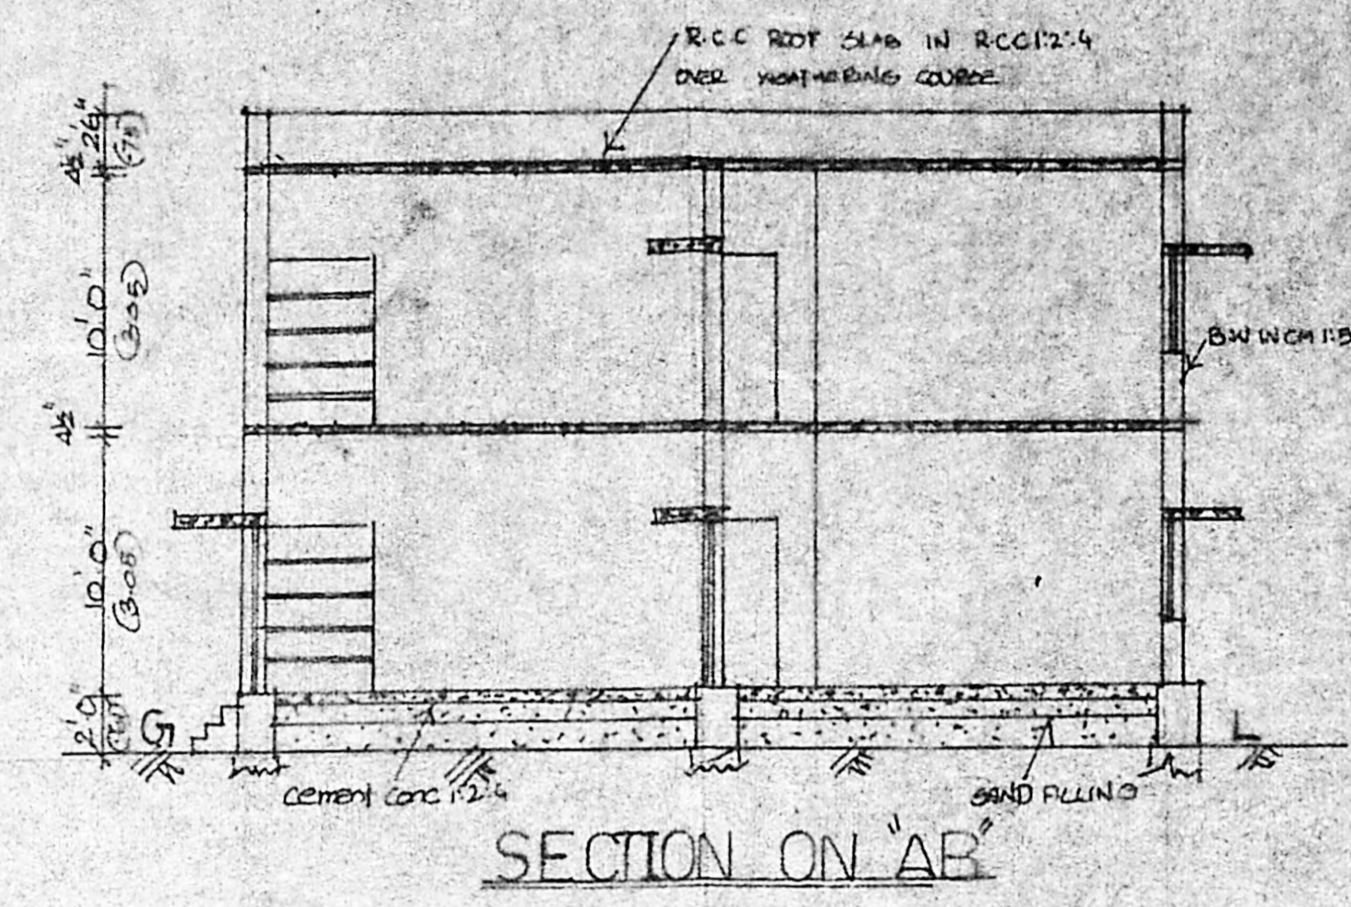 R.C.C ROOF SLAB IN R.C.C 1:2:4
OVER WEATHERING COURSE
2'6"
4½"
10'0"
(3.05)
B.W IN CM 1:5
4½"
10'0"
(3.05)
2'0"
G
L
cement conc 1:2:4
SAND FILLING
SECTION ON "AB"